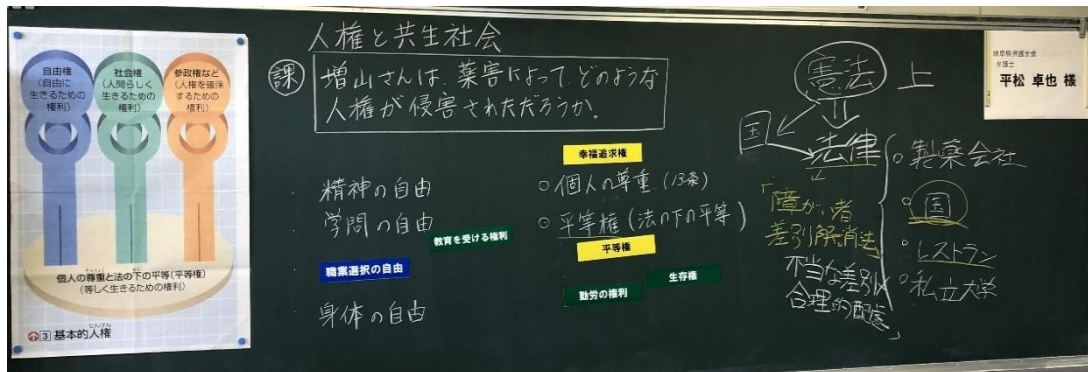 自由権
(自由に
生きるための
権利)
社会権
(人間らしく
生きるための
権利)
参政権など
(人権を確保
するための
権利)
個人の尊重と法の下の平等(平等権)
(等しく生きるための権利)
3 基本的人権
人権と共生社会
課
増山さんは、薬害によって、どのような
人権が侵害されただろうか。
・精神の自由
・学問の自由
教育を受ける権利
職業選択の自由
・身体の自由
幸福追求権
○個人の尊重(13条)
○平等権(法の下の平等)
平等権
生存権
勤労の権利
憲法 上
国
法律
「障がい者
差別解消法」
不当な差別×
合理的配慮
○製薬会社
○国
○レストラン
○私立大学
岐阜県弁護士会
弁護士
平松 卓也 様